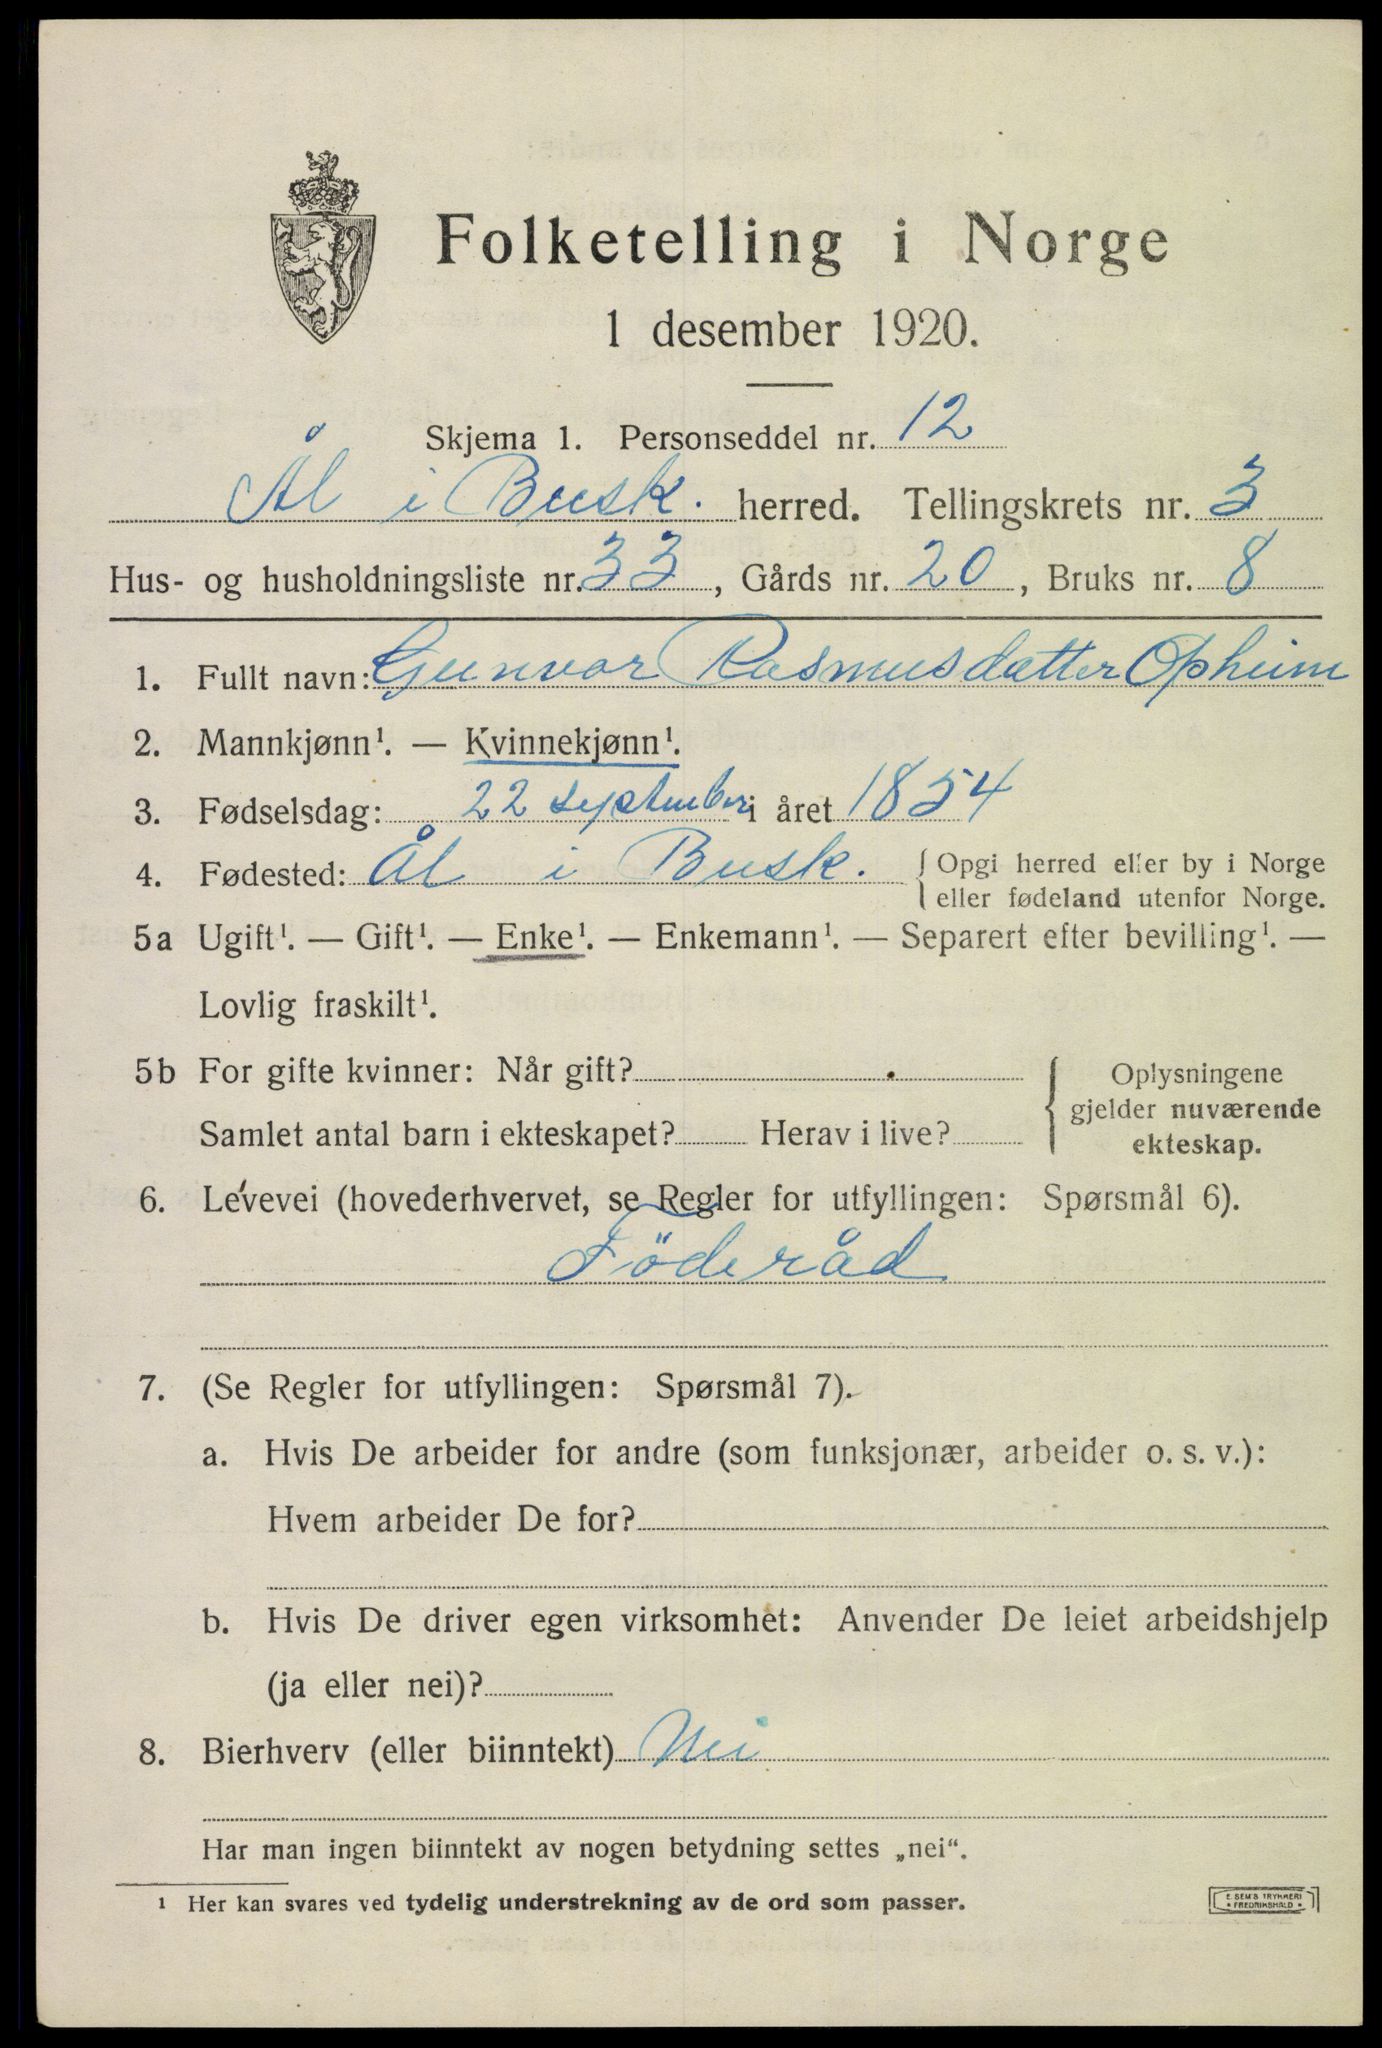 Folketelling i Norge
1 desember 1920.
Skjema 1. Personseddel nr. 12
Ål i Busk. herred. Tellingskrets nr. 3
Hus- og husholdningsliste nr. 33, Gårds nr. 20, Bruks nr. 8
1. Fullt navn: Gunvor Rasmusdatter Opheim
2. Mannkjønn¹. — Kvinnekjønn¹.
3. Fødselsdag: 22 september i året 1854
4. Fødested: Ål i Busk. { Opgi herred eller by i Norge
eller fødeland utenfor Norge.
5a Ugift¹. — Gift¹. — Enke¹. — Enkemann¹. — Separert efter bevilling¹. —
Lovlig fraskilt¹.
5b For gifte kvinner: Når gift?
Samlet antal barn i ekteskapet? Herav i live?
Oplysningene
gjelder nuværende
ekteskap.
6. Levevei (hovederhvervet, se Regler for utfyllingen: Spørsmål 6).
Föderåd
7. (Se Regler for utfyllingen: Spørsmål 7).
a. Hvis De arbeider for andre (som funksjonær, arbeider o. s. v.):
Hvem arbeider De for?
b. Hvis De driver egen virksomhet: Anvender De leiet arbeidshjelp
(ja eller nei)?
8. Bierhverv (eller biinntekt) Nei
Har man ingen biinntekt av nogen betydning settes „nei“.
¹ Her kan svares ved tydelig understrekning av de ord som passer.
E. SEM'S TRYKKERI
* FREDRIKSHALD *